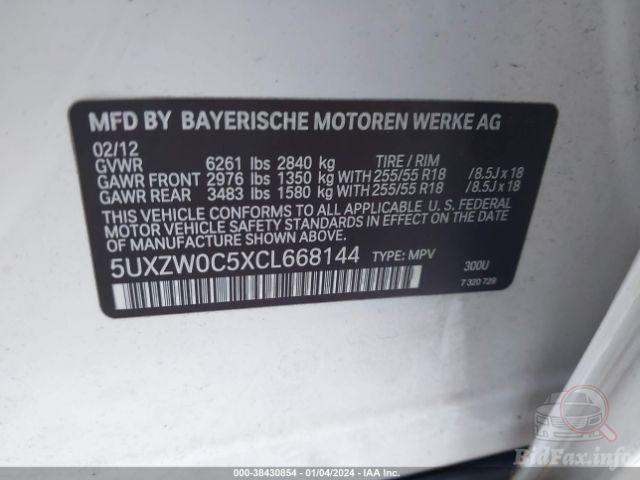 MFD BY BAYERISCHE MOTOREN WERKE AG
02/12
GVWR 6261 lbs 2840 kg TIRE / RIM
GAWR FRONT 2976 lbs 1350 kg WITH 255/55 R18 / 8.5J x 18
GAWR REAR 3483 lbs 1580 kg WITH 255/55 R18 / 8.5J x 18
THIS VEHICLE CONFORMS TO ALL APPLICABLE U. S. FEDERAL
MOTOR VEHICLE SAFETY STANDARDS IN EFFECT ON THE DATE
OF MANUFACTURE SHOWN ABOVE.
5UXZW0C5XCL668144 TYPE: MPV 300U
7 320 729
BidFax.info
000-38430854 - 01/04/2024 - IAA Inc.